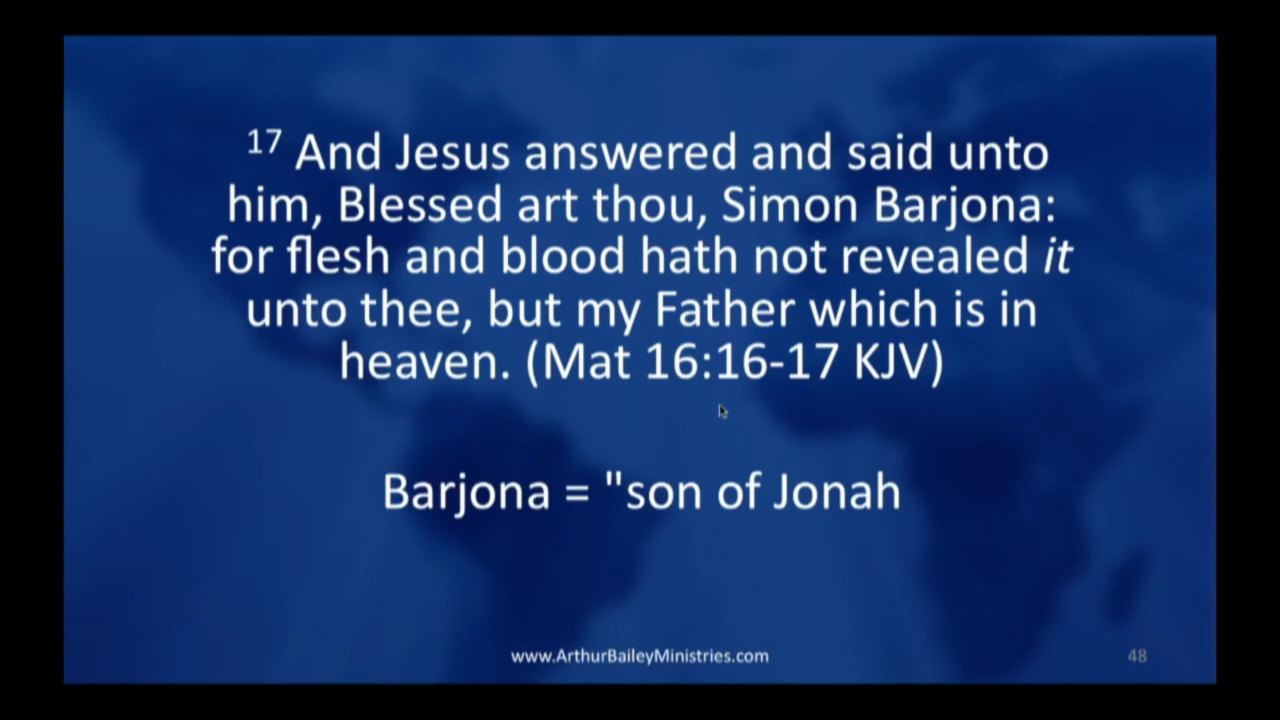 17 And Jesus answered and said unto
him, Blessed art thou, Simon Barjona:
for flesh and blood hath not revealed it
unto thee, but my Father which is in
heaven. (Mat 16:16-17 KJV)
Barjona = "son of Jonah
www.ArthurBaileyMinistries.com
48